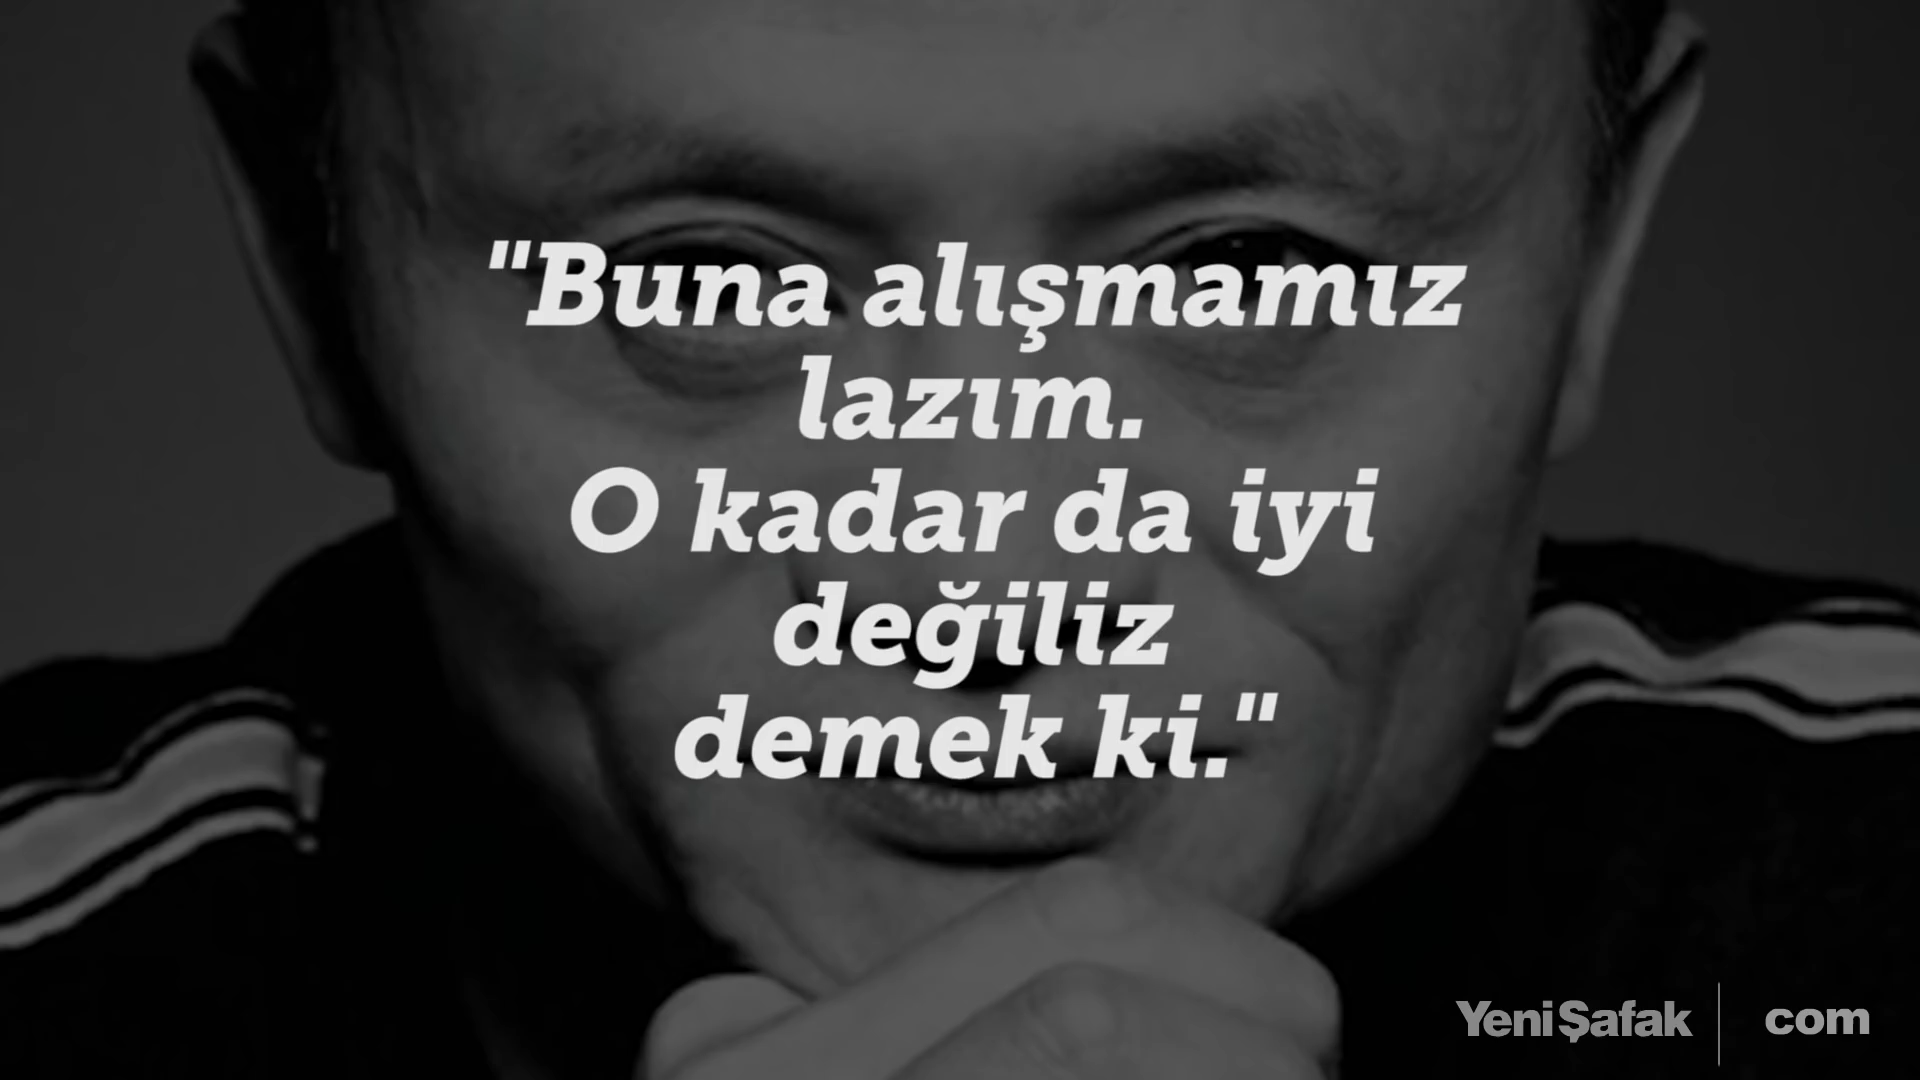 "Buna alışmamız
lazım.
O kadar da iyi
değiliz
demek ki."
YeniŞafak | com